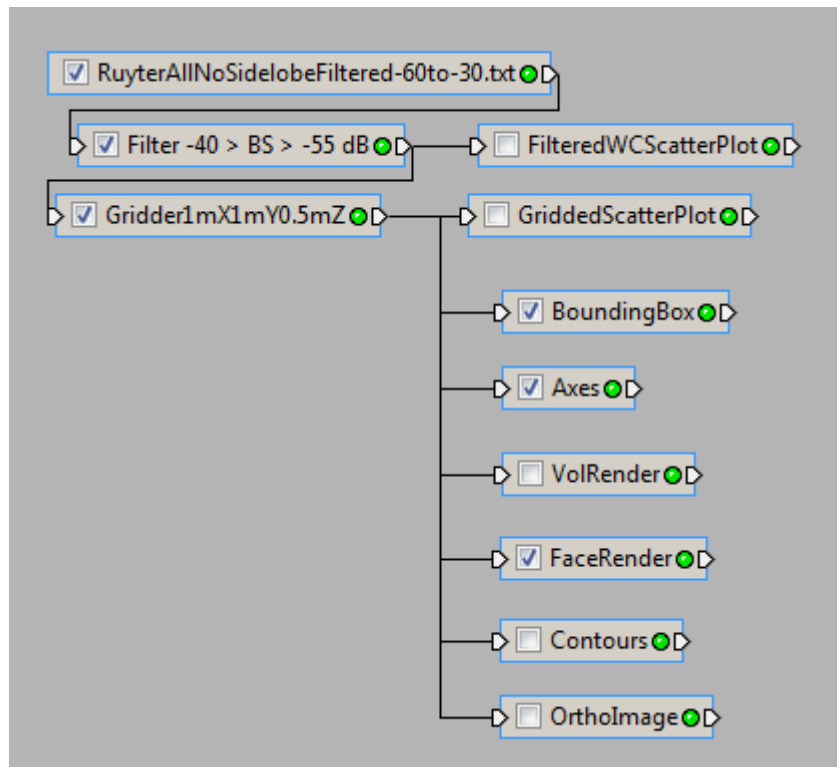 RuyterAllNoSidelobeFiltered-60to-30.txt
Filter -40 > BS > -55 dB
FilteredWCScatterPlot
Gridder1mX1mY0.5mZ
GriddedScatterPlot
BoundingBox
Axes
VolRender
FaceRender
Contours
OrthoImage